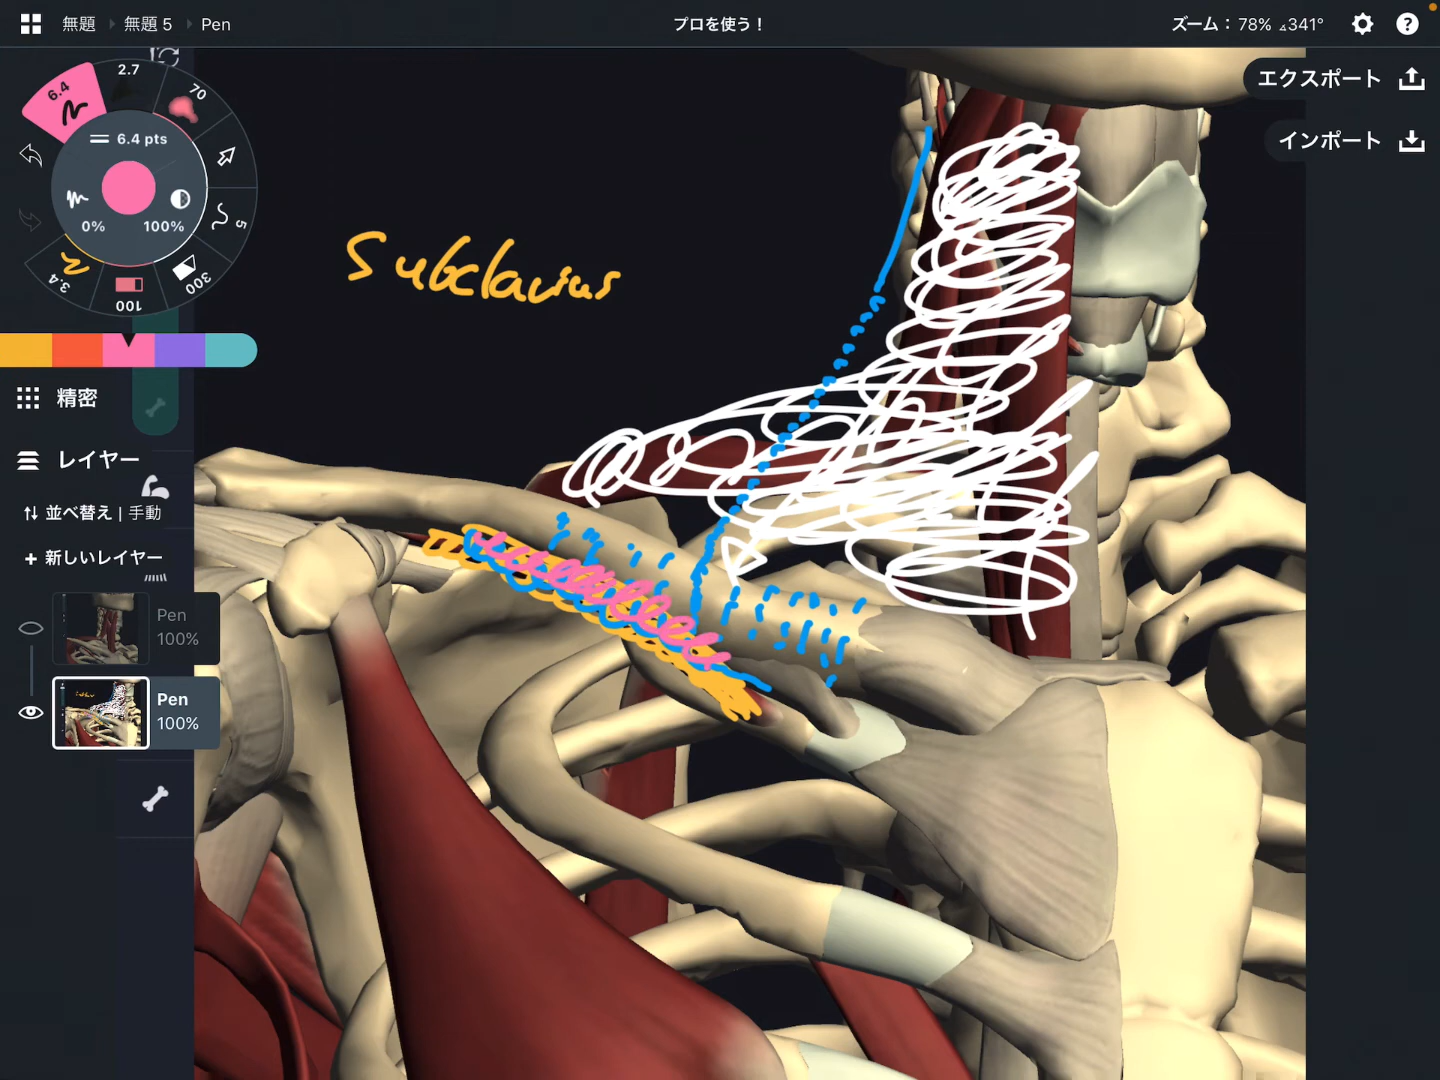 無題 無題 5 Pen
プロを使う！
ズーム： 78% ⊿341°
エクスポート
インポート
2.7
6.4
70
6.4 pts
0% 100%
5
3.4
100
300
Subclavius
精密
レイヤー
並べ替え | 手動
+ 新しいレイヤー
Pen
100%
Pen
100%